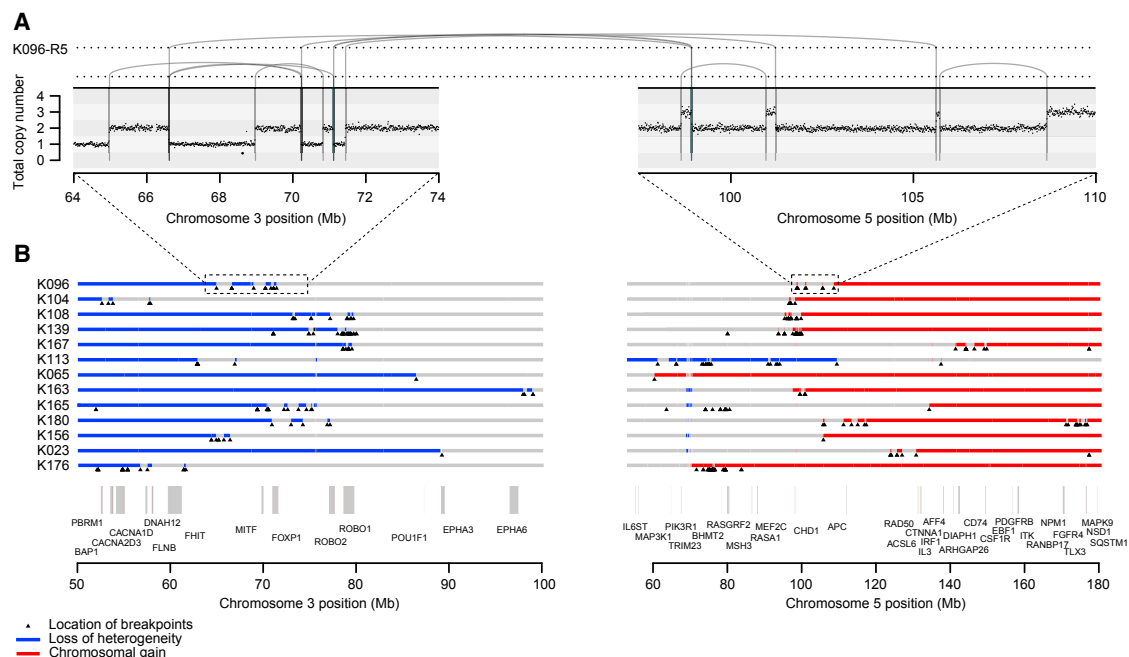 A
K096-R5
Total copy number
4
3
2
1
0
64 66 68 70 72 74
Chromosome 3 position (Mb)
100 105 110
Chromosome 5 position (Mb)
B
K096
K104
K108
K139
K167
K113
K065
K163
K165
K180
K156
K023
K176
PBRM1 DNAH12 MITF ROBO1 EPHA3 EPHA6
CACNA1D FHIT FOXP1 POU1F1
CACNA2D3 ROBO2
BAP1 FLNB
IL6ST PIK3R1 RASGRF2 MEF2C APC RAD50 AFF4 CD74 PDGFRB NPM1 MAPK9
MAP3K1 BHMT2 RASA1 CHD1 CTNNA1 DIAPH1 EBF1 FGFR4 NSD1
TRIM23 MSH3 ACSL6 IRF1 CSF1R ITK RANBP17 SQSTM1
IL3 ARHGAP26 TLX3
50 60 70 80 90 100
Chromosome 3 position (Mb)
60 80 100 120 140 160 180
Chromosome 5 position (Mb)
Location of breakpoints
Loss of heterogeneity
Chromosomal gain